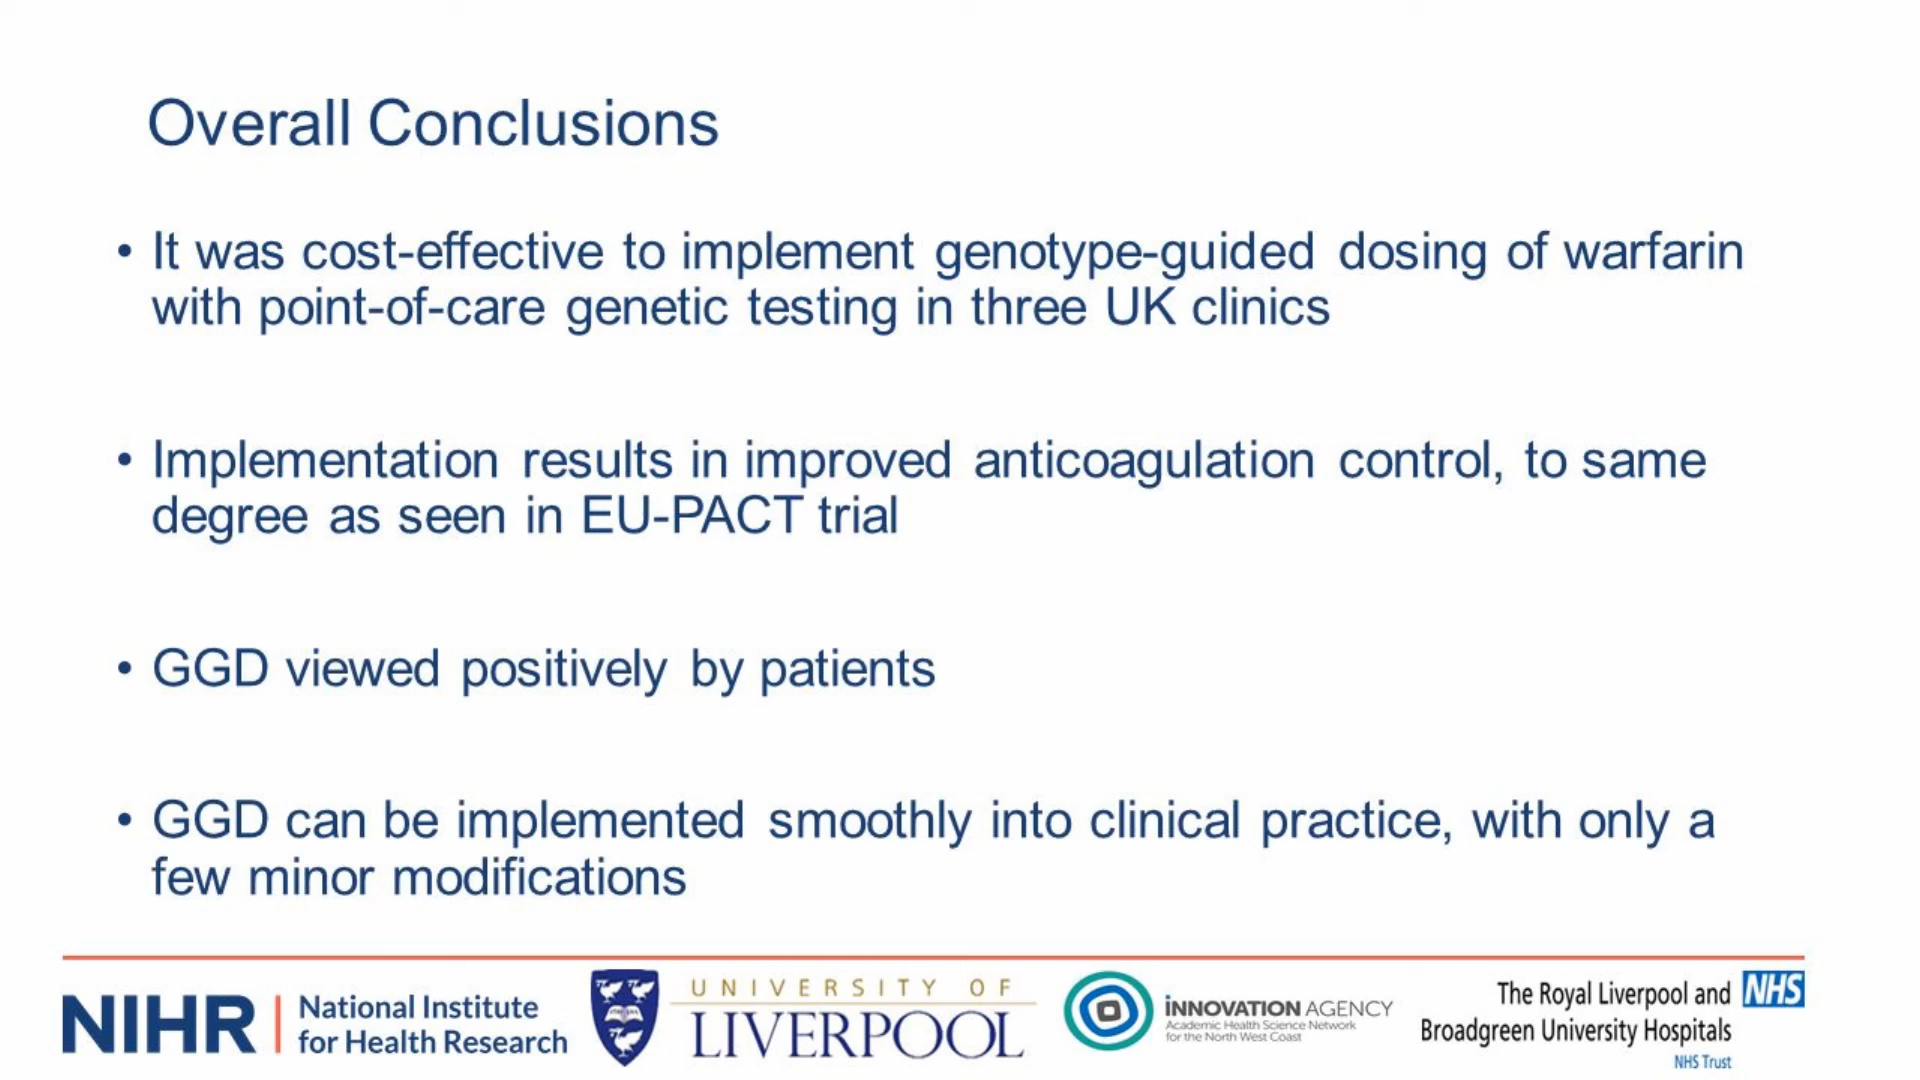 Overall Conclusions
• It was cost-effective to implement genotype-guided dosing of warfarin
with point-of-care genetic testing in three UK clinics
• Implementation results in improved anticoagulation control, to same
degree as seen in EU-PACT trial
• GGD viewed positively by patients
• GGD can be implemented smoothly into clinical practice, with only a
few minor modifications
NIHR | National Institute
for Health Research
UNIVERSITY OF
LIVERPOOL
iNNOVATION AGENCY
Academic Health Science Network
for the North West Coast
The Royal Liverpool and NHS
Broadgreen University Hospitals
NHS Trust